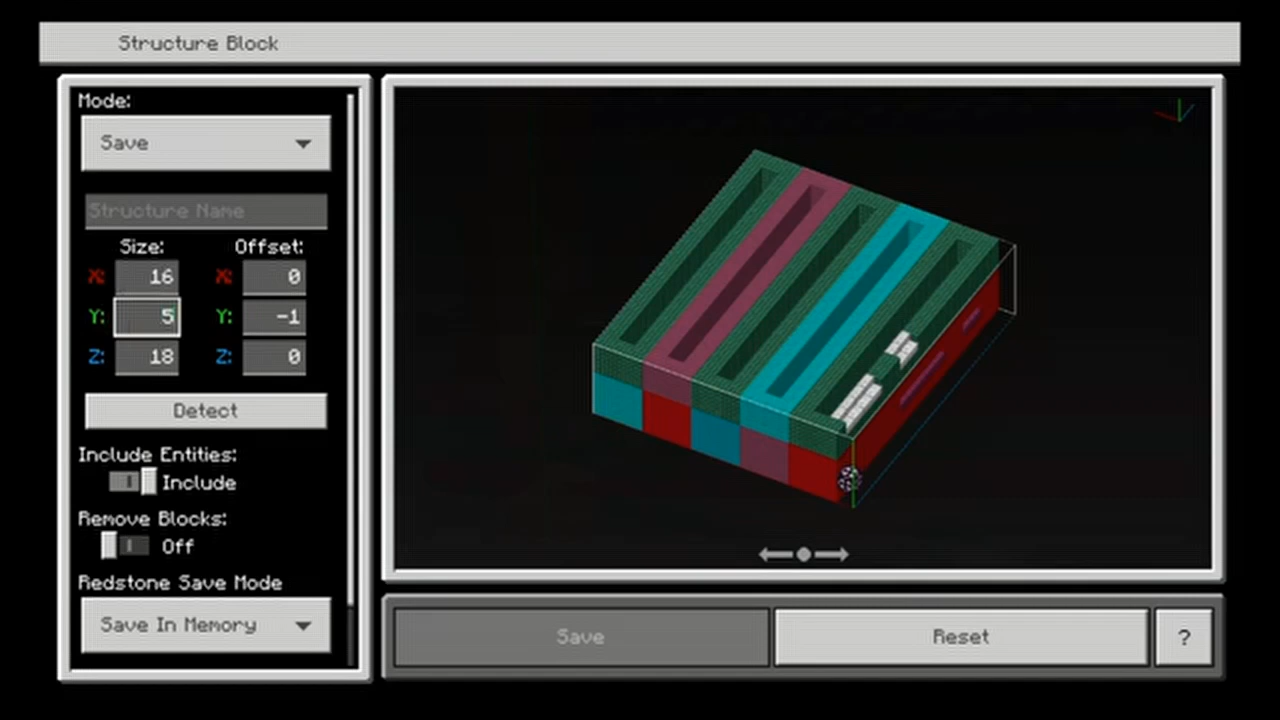 Structure Block
Mode:
Save
Structure Name
Size: Offset:
X: 16 X: 0
Y: 5 Y: -1
Z: 18 Z: 0
Detect
Include Entities:
Include
Remove Blocks:
Off
Redstone Save Mode
Save In Memory
Save Reset ?